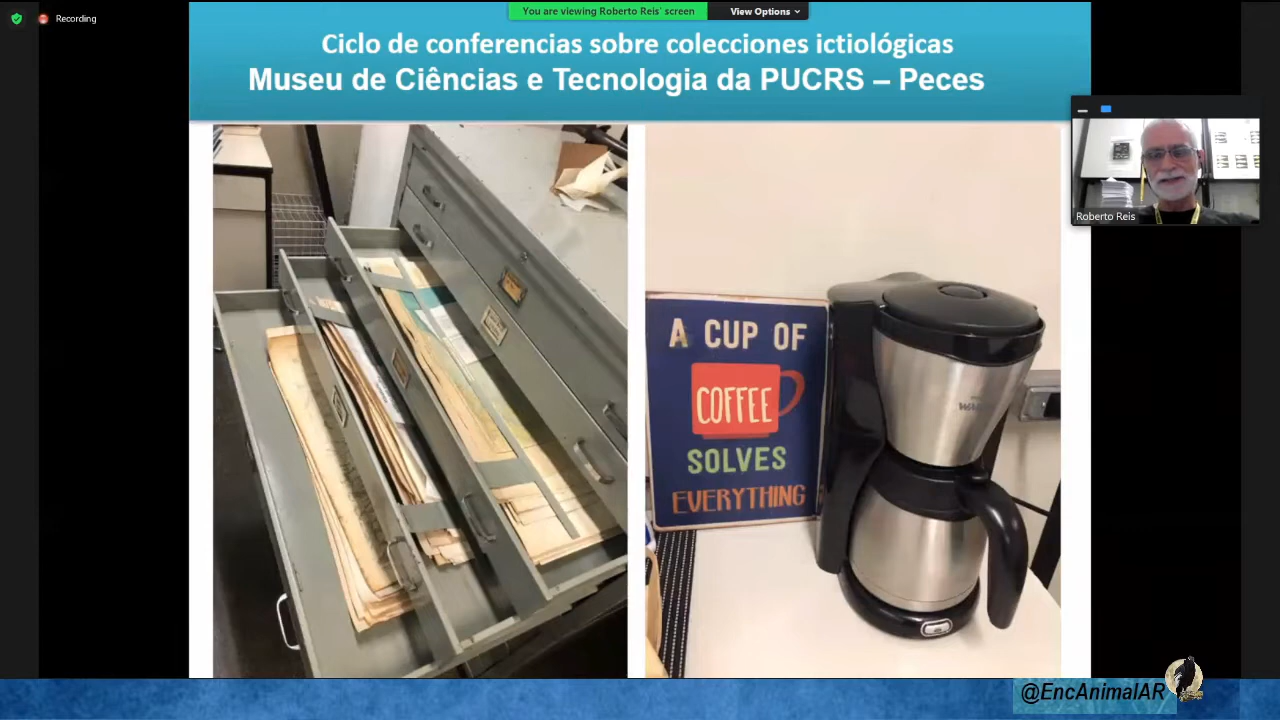 Recording
You are viewing Roberto Reis' screen
View Options
Ciclo de conferencias sobre colecciones ictiológicas
Museu de Ciências e Tecnologia da PUCRS – Peces
Roberto Reis
A CUP OF
COFFEE
SOLVES
EVERYTHING
@EncAnimalAR